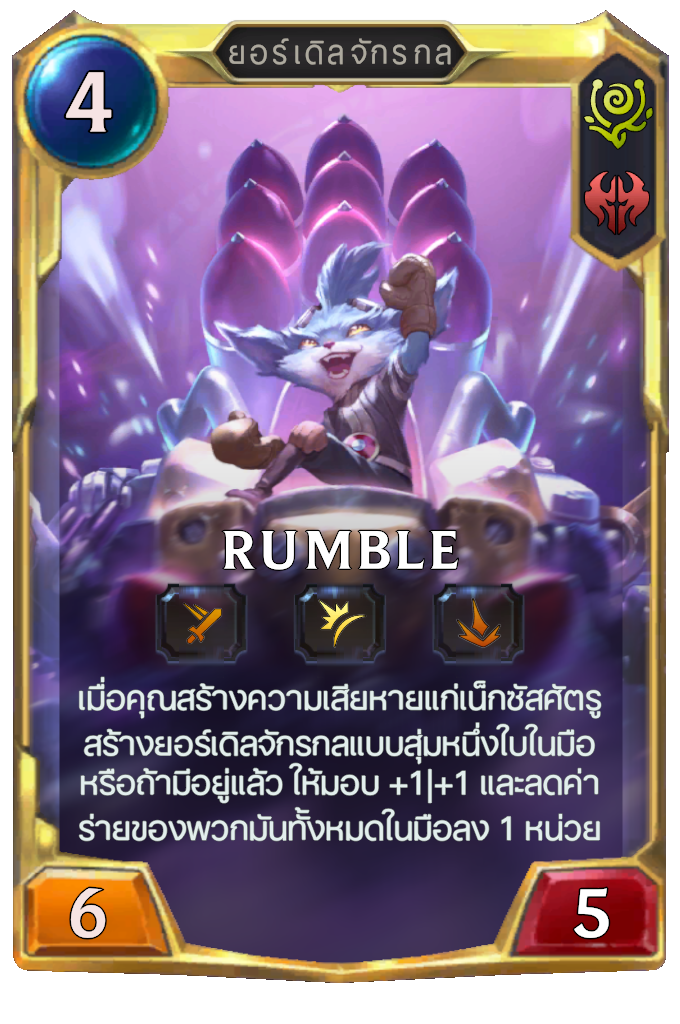 ยอร์เดิลจักรกล
4
RUMBLE
เมื่อคุณสร้างความเสียหายแก่เน็กซัสศัตรู
สร้างยอร์เดิลจักรกลแบบสุ่มหนึ่งใบในมือ
หรือถ้ามีอยู่แล้ว ให้มอบ +1|+1 และลดค่า
ร่ายของพวกมันทั้งหมดในมือลง 1 หน่วย
6
5